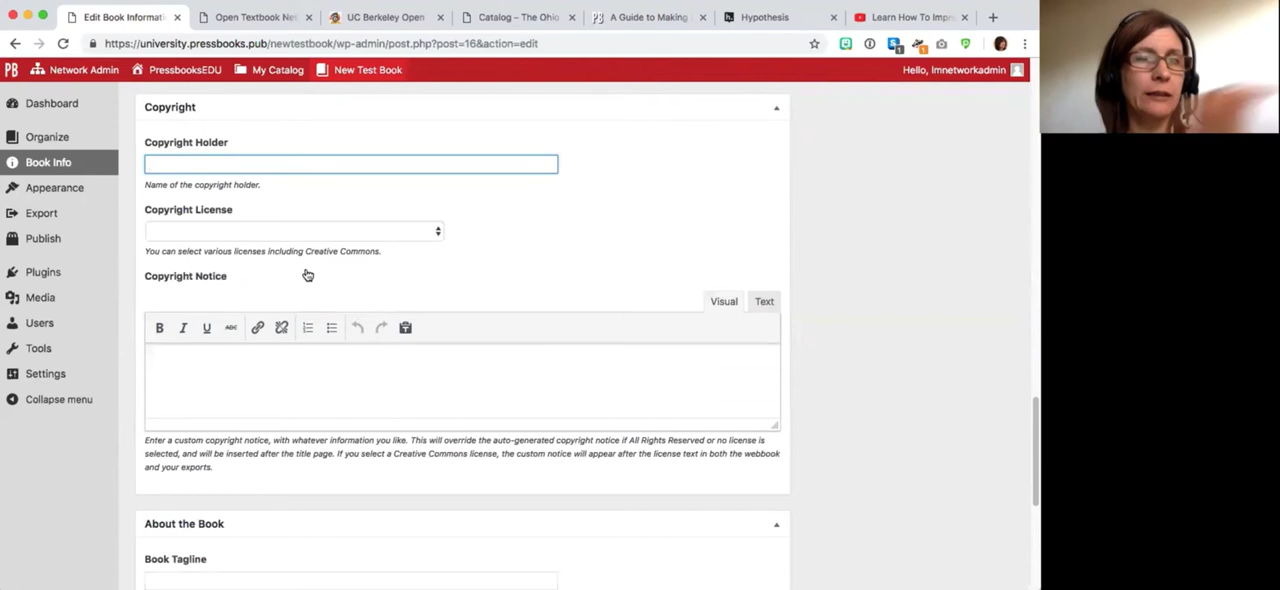 Edit Book Informati
Open Textbook Net
UC Berkeley Open
Catalog – The Ohio
A Guide to Making
Hypothesis
Learn How To Impr
https://university.pressbooks.pub/newtestbook/wp-admin/post.php?post=16&action=edit
PB Network Admin PressbooksEDU My Catalog New Test Book Hello, lmnetworkadmin
Dashboard
Organize
Book Info
Appearance
Export
Publish
Plugins
Media
Users
Tools
Settings
Collapse menu
Copyright
Copyright Holder
Name of the copyright holder.
Copyright License
You can select various licenses including Creative Commons.
Copyright Notice
Visual Text
B I U ABC
Enter a custom copyright notice, with whatever information you like. This will override the auto-generated copyright notice if All Rights Reserved or no license is
selected, and will be inserted after the title page. If you select a Creative Commons license, the custom notice will appear after the license text in both the webbook
and your exports.
About the Book
Book Tagline